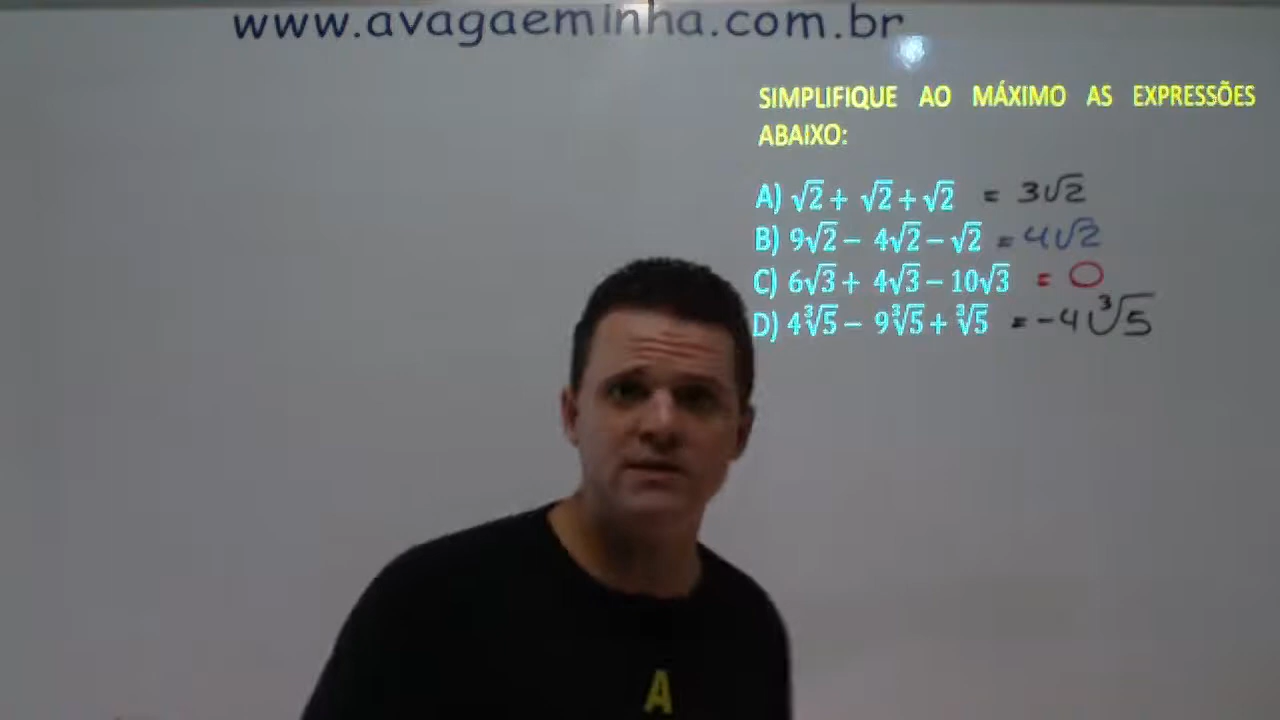 www.avagaeminha.com.br
SIMPLIFIQUE AO MÁXIMO AS EXPRESSÕES
ABAIXO:
A) √2 + √2 + √2 = 3√2
B) 9√2 − 4√2 − √2 = 4√2
C) 6√3 + 4√3 − 10√3 = 0
D) 4∛5 − 9∛5 + ∛5 = -4∛5
A